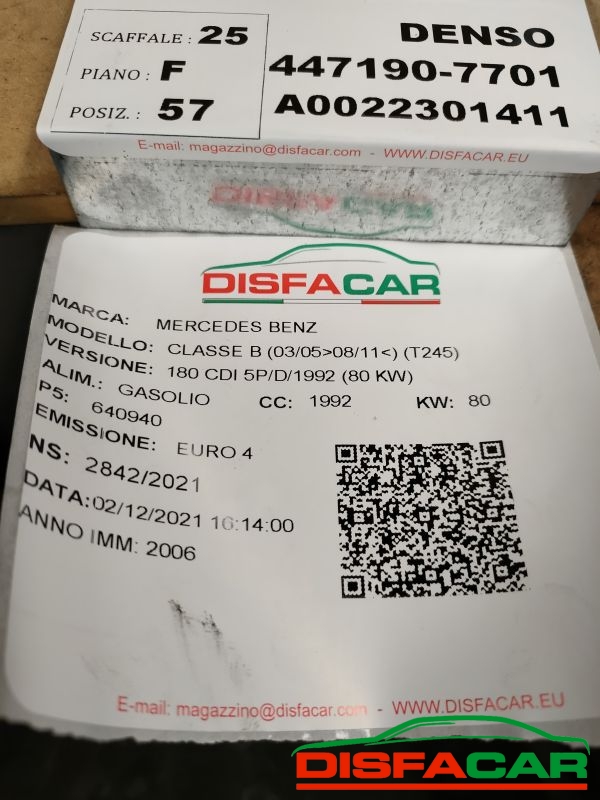 SCAFFALE : 25
PIANO : F
POSIZ. : 57
DENSO
447190-7701
A0022301411
E-mail: magazzino@disfacar.com - WWW.DISFACAR.EU
DISFACAR
DISFACAR
MARCA: MERCEDES BENZ
MODELLO: CLASSE B (03/05>08/11<) (T245)
VERSIONE: 180 CDI 5P/D/1992 (80 KW)
ALIM.: GASOLIO CC: 1992 KW: 80
P5: 640940
EMISSIONE: EURO 4
NS: 2842/2021
DATA:02/12/2021 16:14:00
ANNO IMM: 2006
E-mail: magazzino@disfacar.com - WWW.DISFACAR.EU
DISFACAR